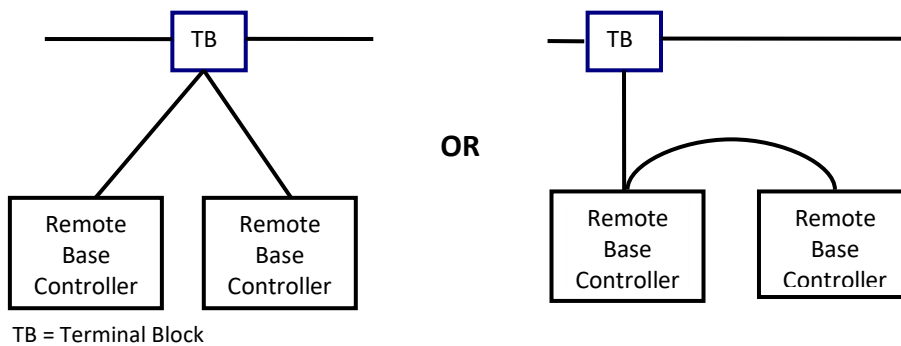 TB
TB
OR
Remote
Base
Controller
Remote
Base
Controller
Remote
Base
Controller
Remote
Base
Controller
TB = Terminal Block